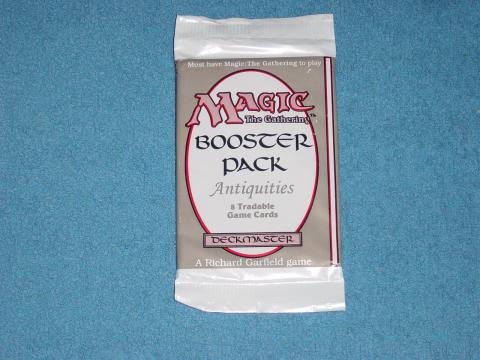 Must have Magic: The Gathering to play
MAGIC
The Gathering™
BOOSTER
PACK
Antiquities
8 Tradable
Game Cards
DECKMASTER
A Richard Garfield game